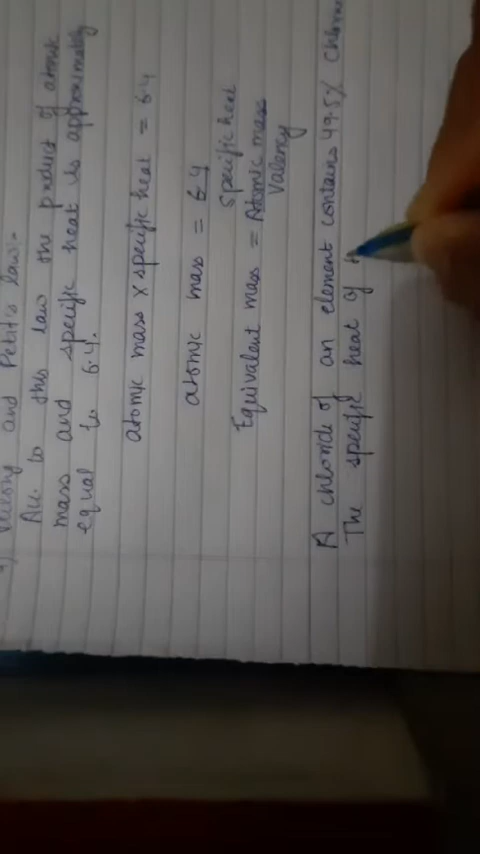 and Petit's law:-
Acc. to this law the product of atomic
mass and specific heat is approximately
equal to 6.4.
atomic mass x specific heat = 6.4
atomic mass = 6.4
specific heat
Equivalent mass = Atomic mass
Valency
A chloride of an element contains 49.5%
The specific heat of